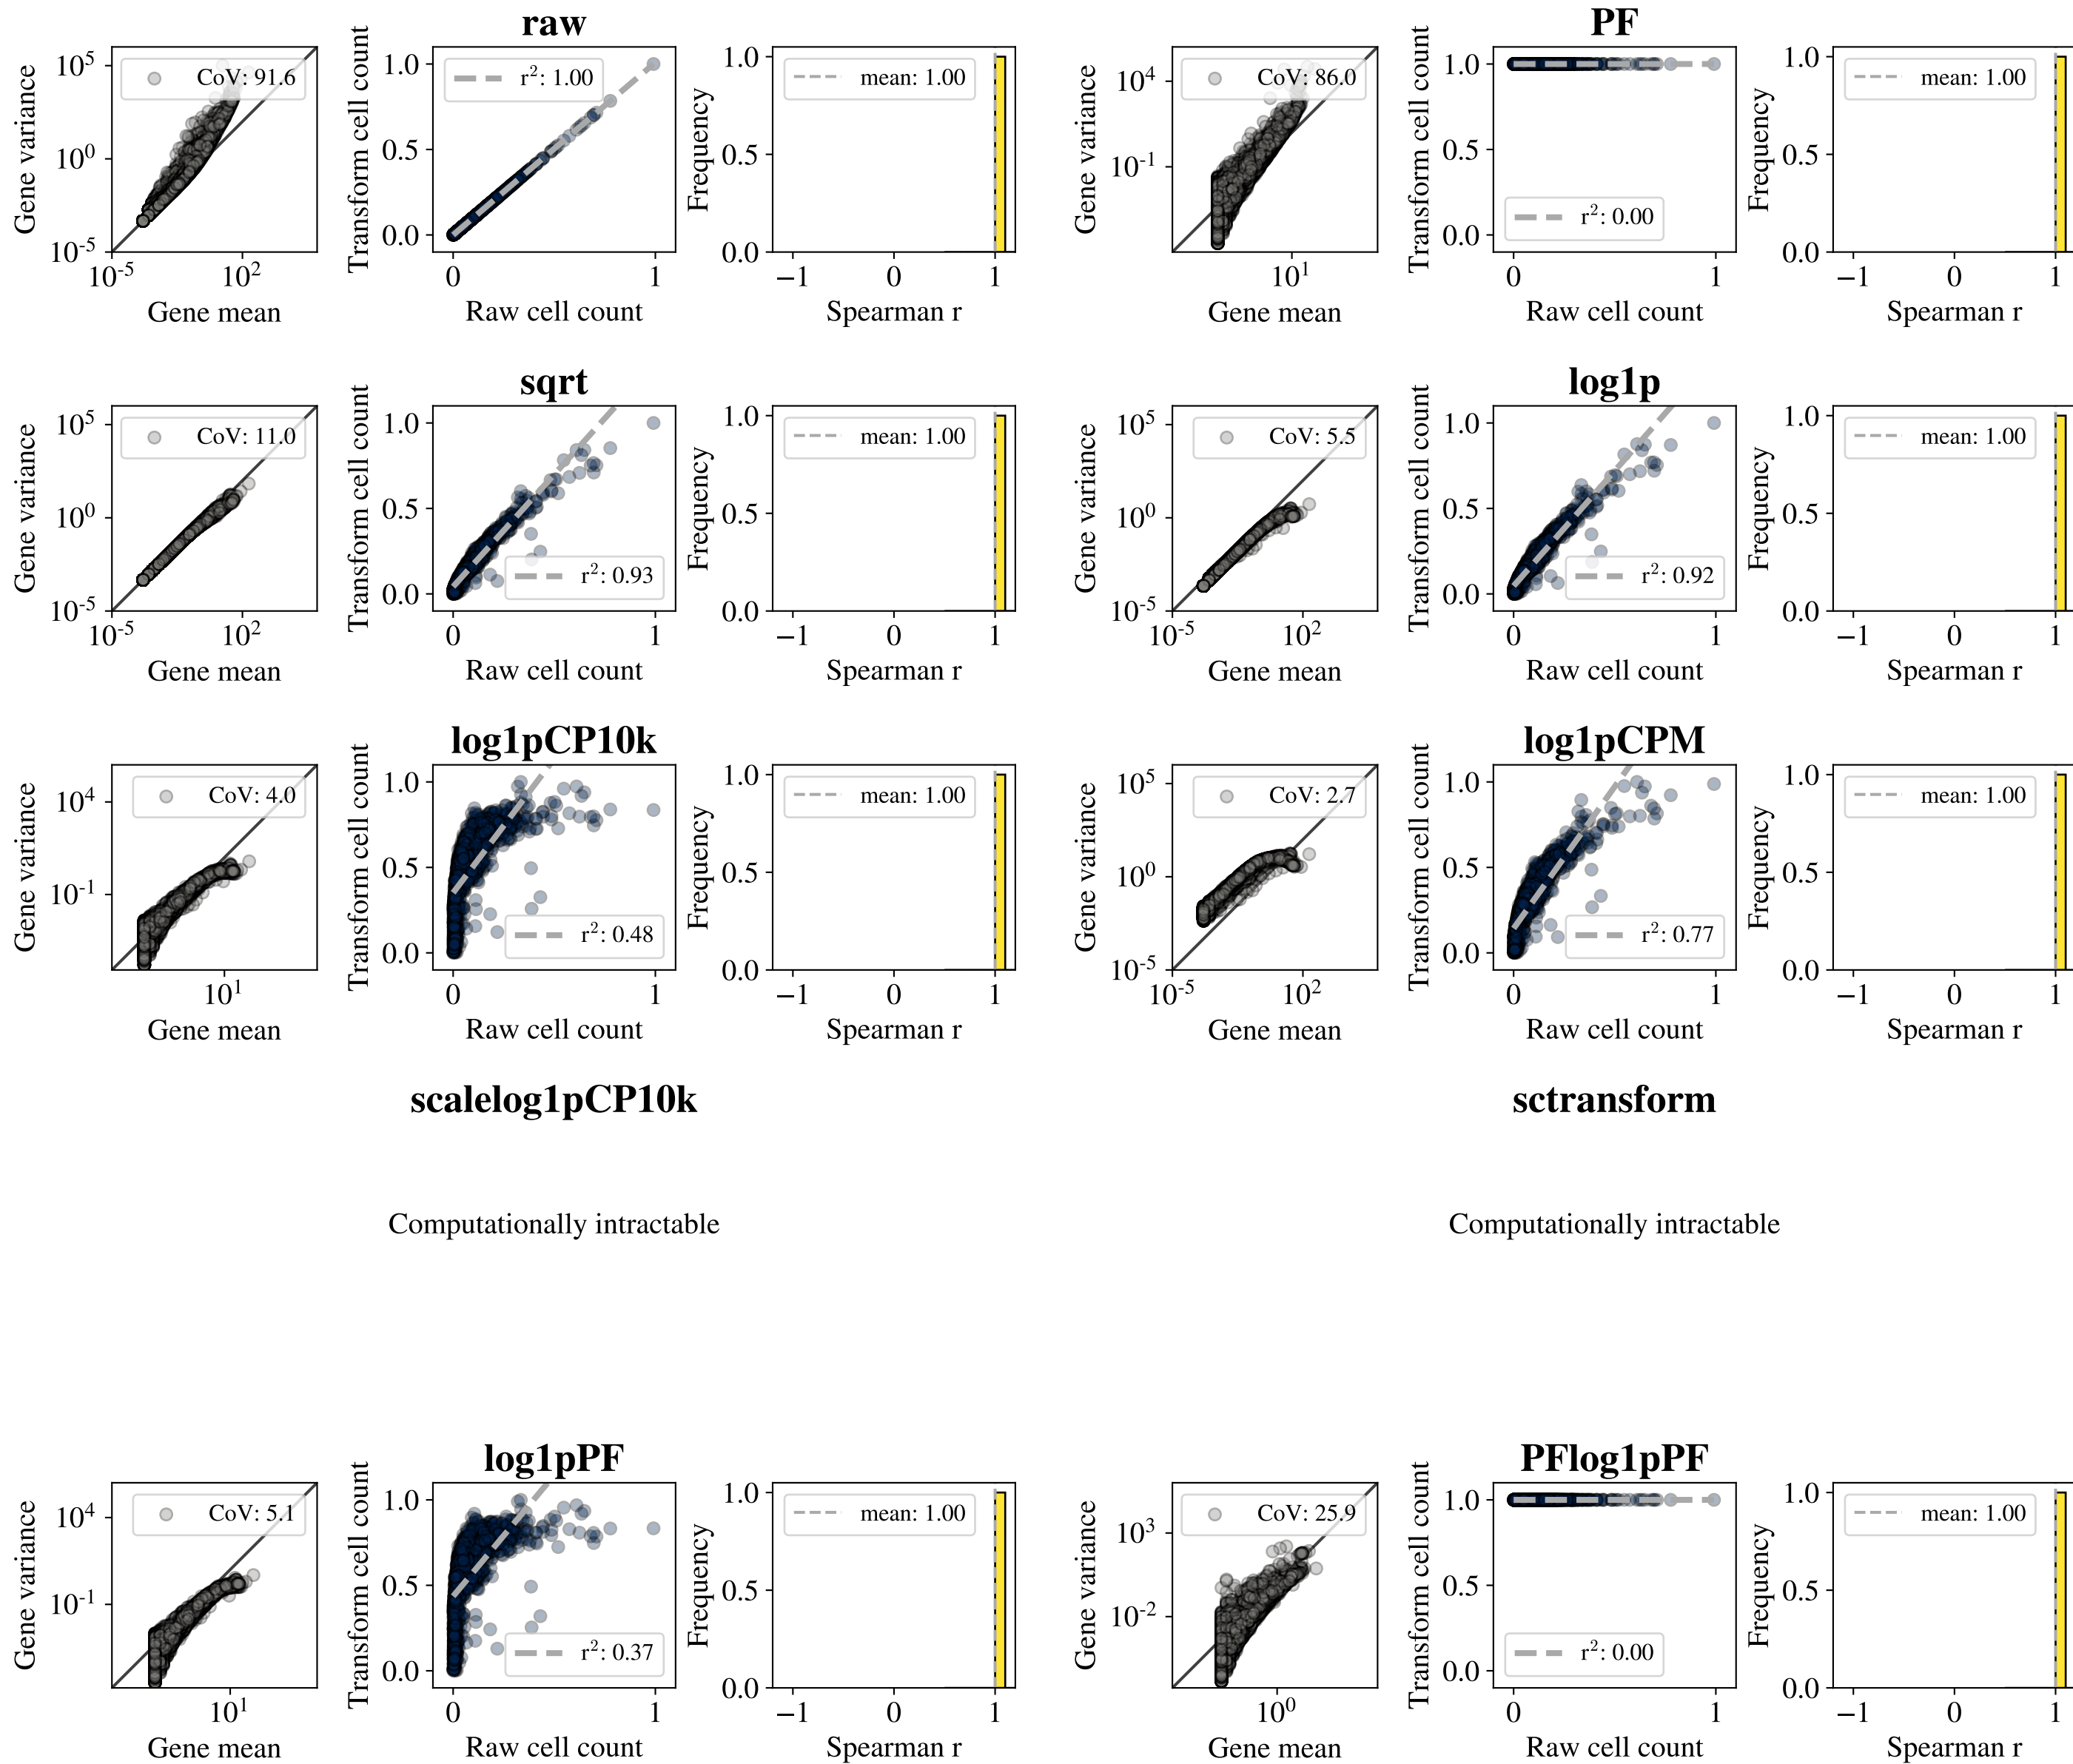 raw
PF
Gene variance
10^5
10^0
10^-5
CoV: 91.6
10^-5
10^2
Gene mean
Transform cell count
1.0
0.5
0.0
r²: 1.00
0
1
Raw cell count
Frequency
1.0
0.5
0.0
mean: 1.00
−1
0
1
Spearman r
Gene variance
10^4
10^-1
CoV: 86.0
10^1
Gene mean
Transform cell count
1.0
0.5
0.0
r²: 0.00
0
1
Raw cell count
Frequency
1.0
0.5
0.0
mean: 1.00
−1
0
1
Spearman r
sqrt
log1p
Gene variance
10^5
10^0
10^-5
CoV: 11.0
10^-5
10^2
Gene mean
Transform cell count
1.0
0.5
0.0
r²: 0.93
0
1
Raw cell count
Frequency
1.0
0.5
0.0
mean: 1.00
−1
0
1
Spearman r
Gene variance
10^5
10^0
10^-5
CoV: 5.5
10^-5
10^2
Gene mean
Transform cell count
1.0
0.5
0.0
r²: 0.92
0
1
Raw cell count
Frequency
1.0
0.5
0.0
mean: 1.00
−1
0
1
Spearman r
log1pCP10k
log1pCPM
Gene variance
10^4
10^-1
CoV: 4.0
10^1
Gene mean
Transform cell count
1.0
0.5
0.0
r²: 0.48
0
1
Raw cell count
Frequency
1.0
0.5
0.0
mean: 1.00
−1
0
1
Spearman r
Gene variance
10^5
10^0
10^-5
CoV: 2.7
10^-5
10^2
Gene mean
Transform cell count
1.0
0.5
0.0
r²: 0.77
0
1
Raw cell count
Frequency
1.0
0.5
0.0
mean: 1.00
−1
0
1
Spearman r
scalelog1pCP10k
sctransform
Computationally intractable
Computationally intractable
log1pPF
PFlog1pPF
Gene variance
10^4
10^-1
CoV: 5.1
10^1
Gene mean
Transform cell count
1.0
0.5
0.0
r²: 0.37
0
1
Raw cell count
Frequency
1.0
0.5
0.0
mean: 1.00
−1
0
1
Spearman r
Gene variance
10^3
10^-2
CoV: 25.9
10^0
Gene mean
Transform cell count
1.0
0.5
0.0
r²: 0.00
0
1
Raw cell count
Frequency
1.0
0.5
0.0
mean: 1.00
−1
0
1
Spearman r